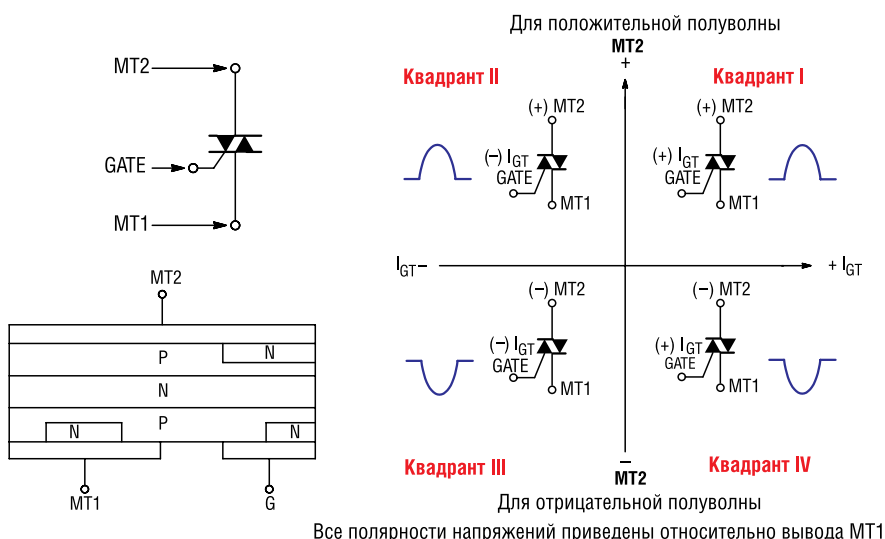 MT2
GATE
MT1
MT2
P
N
N
P
N
N
MT1
G
Для положительной полуволны
MT2
+
Квадрант II
Квадрант I
(+) MT2
(–) IGT
GATE
MT1
(+) MT2
(+) IGT
GATE
MT1
IGT–
+ IGT
(–) MT2
(–) IGT
GATE
MT1
(–) MT2
(+) IGT
GATE
MT1
Квадрант III
Квадрант IV
–
MT2
Для отрицательной полуволны
Все полярности напряжений приведены относительно вывода MT1